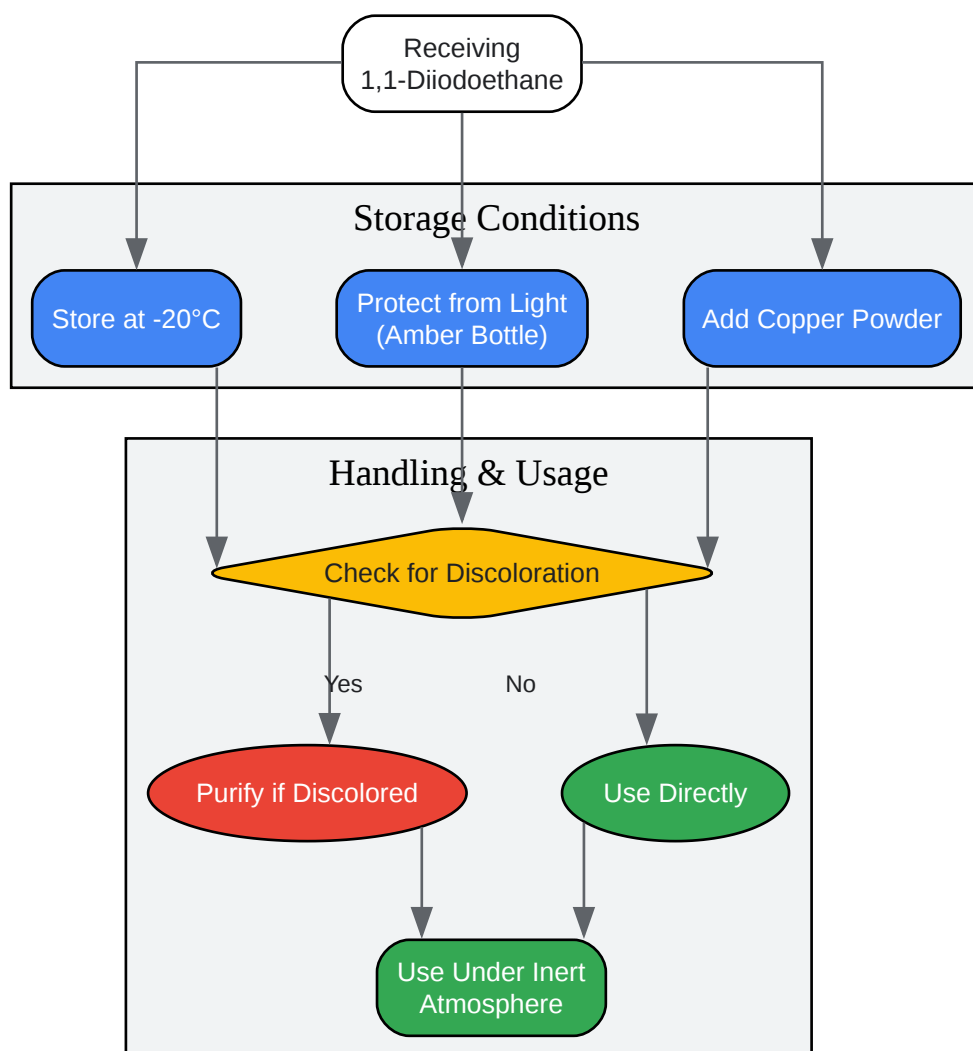 Receiving
1,1-Diiodoethane
Storage Conditions
Store at -20°C
Protect from Light
(Amber Bottle)
Add Copper Powder
Handling & Usage
Check for Discoloration
Yes
No
Purify if Discolored
Use Directly
Use Under Inert
Atmosphere